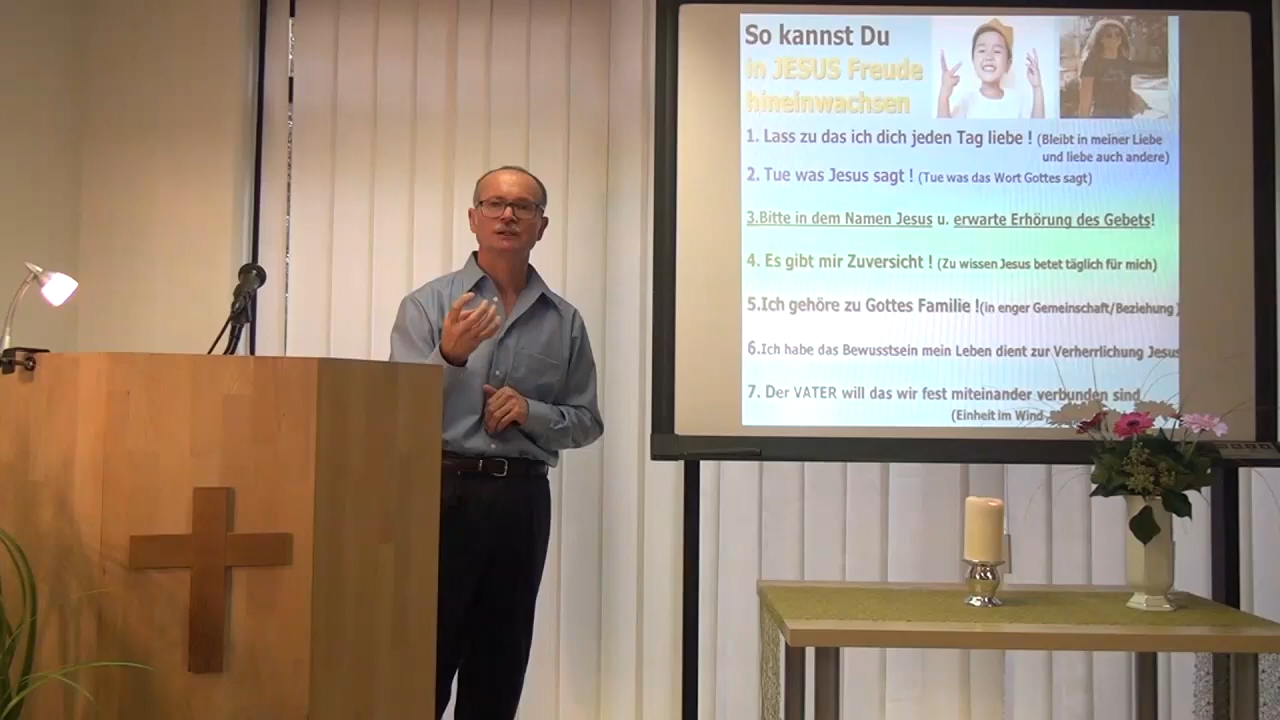 So kannst Du
in JESUS Freude
hineinwachsen
1. Lass zu das ich dich jeden Tag liebe ! (Bleibt in meiner Liebe
und liebe auch andere)
2. Tue was Jesus sagt ! (Tue was das Wort Gottes sagt)
3.Bitte in dem Namen Jesus u. erwarte Erhörung des Gebets!
4. Es gibt mir Zuversicht ! (Zu wissen Jesus betet täglich für mich)
5.Ich gehöre zu Gottes Familie !(in enger Gemeinschaft/Beziehung )
6.Ich habe das Bewusstsein mein Leben dient zur Verherrlichung Jesus
7. Der VATER will das wir fest miteinander verbunden sind
(Einheit im Wind